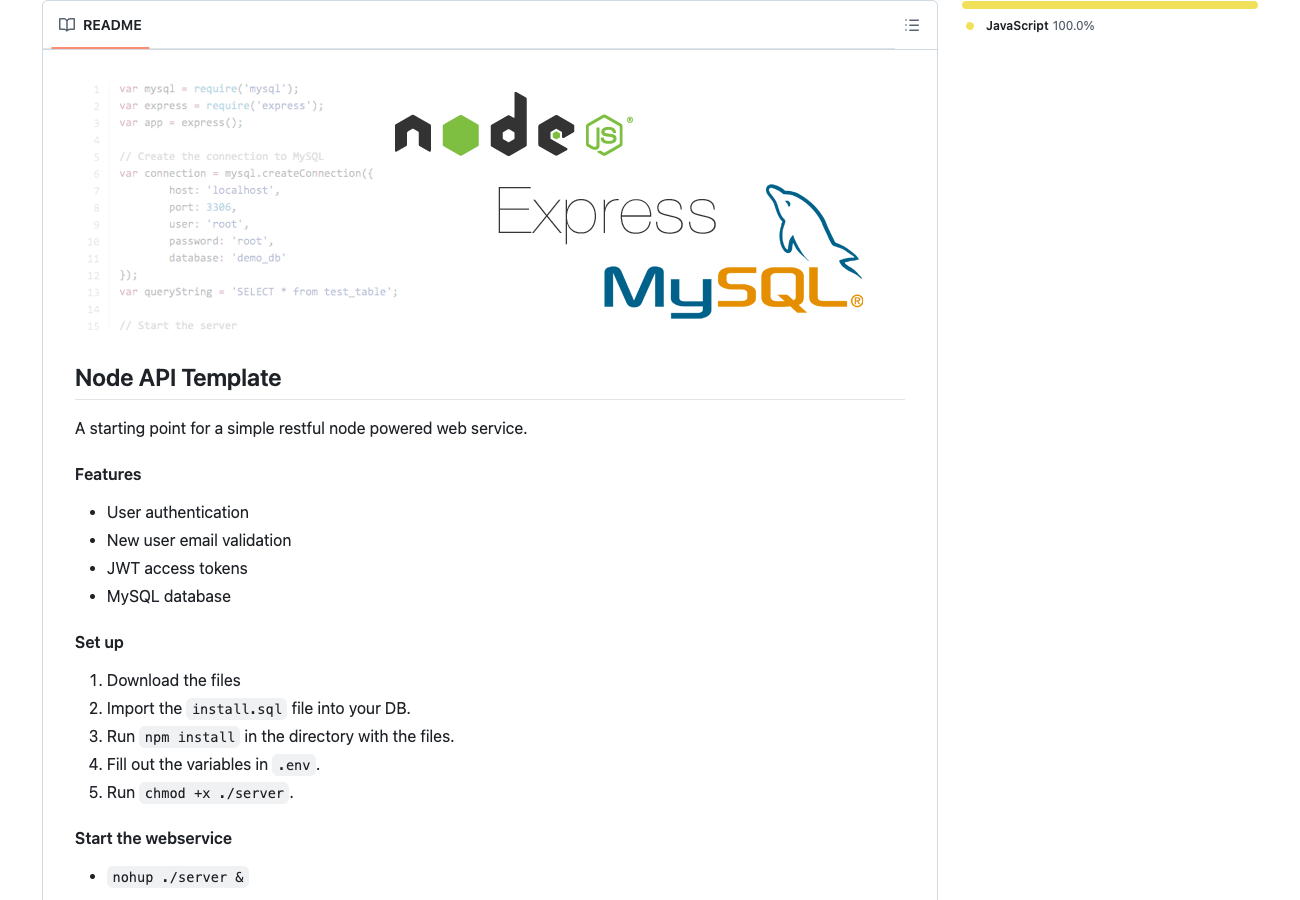 README
JavaScript 100.0%
1 var mysql = require('mysql');
2 var express = require('express');
3 var app = express();
4
5 // Create the connection to MySQL
6 var connection = mysql.createConnection({
7 host: 'localhost',
8 port: 3306,
9 user: 'root',
10 password: 'root',
11 database: 'demo_db'
12 });
13 var queryString = 'SELECT * from test_table';
14
15 // Start the server
node JS ®
Express
MySQL®
Node API Template
A starting point for a simple restful node powered web service.
Features
• User authentication
• New user email validation
• JWT access tokens
• MySQL database
Set up
1. Download the files
2. Import the install.sql file into your DB.
3. Run npm install in the directory with the files.
4. Fill out the variables in .env.
5. Run chmod +x ./server.
Start the webservice
• nohup ./server &